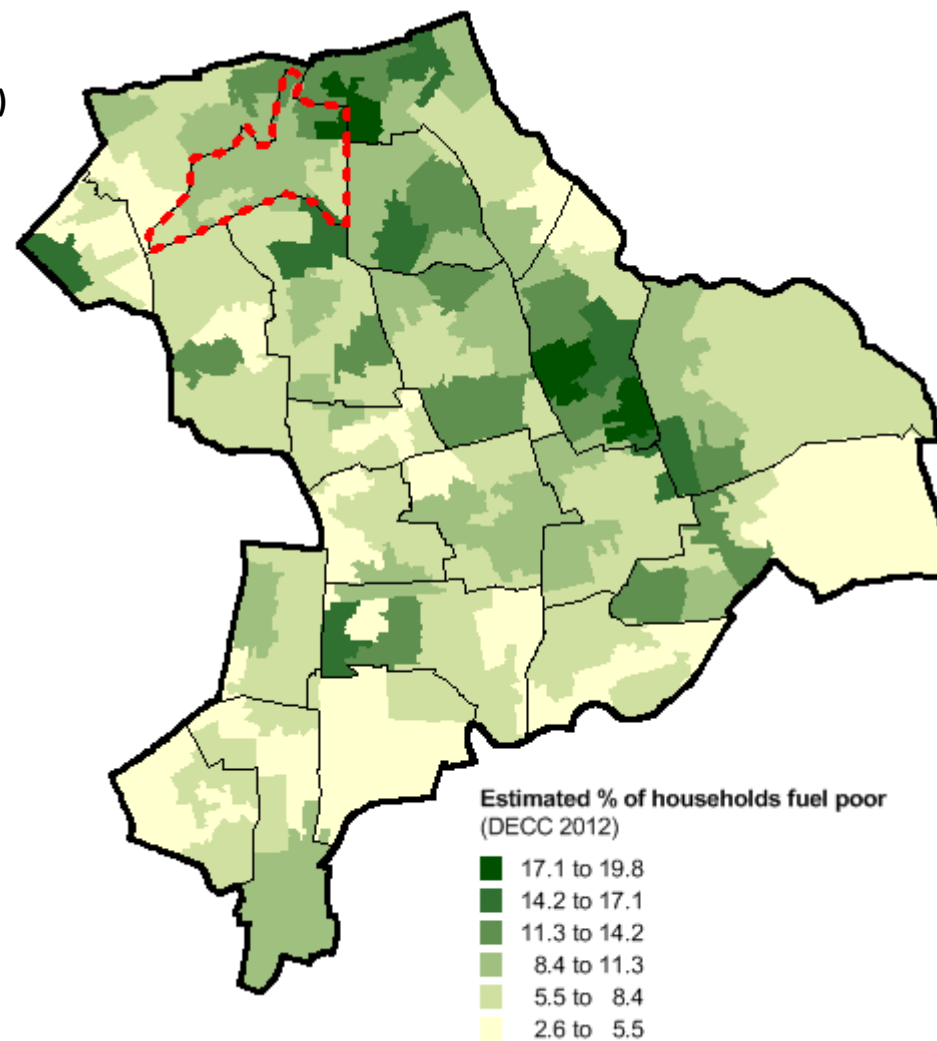 )
Estimated % of households fuel poor
(DECC 2012)
17.1 to 19.8
14.2 to 17.1
11.3 to 14.2
8.4 to 11.3
5.5 to 8.4
2.6 to 5.5